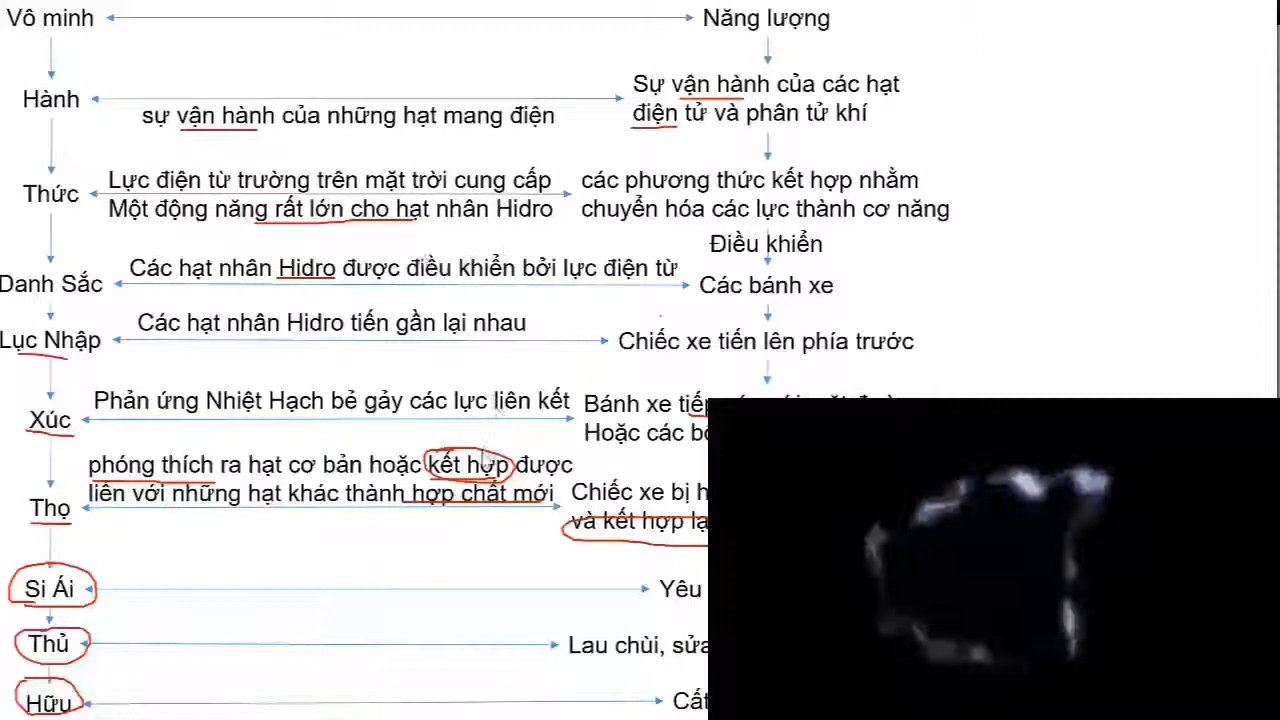 Vô minh
Năng lượng
Hành
sự vận hành của những hạt mang điện
Sự vận hành của các hạt
điện tử và phân tử khí
Thức
Lực điện từ trường trên mặt trời cung cấp
Một động năng rất lớn cho hạt nhân Hidro
các phương thức kết hợp nhằm
chuyển hóa các lực thành cơ năng
Điều khiển
Danh Sắc
Các hạt nhân Hidro được điều khiển bởi lực điện từ
Các bánh xe
Lục Nhập
Các hạt nhân Hidro tiến gần lại nhau
Chiếc xe tiến lên phía trước
Xúc
Phản ứng Nhiệt Hạch bẻ gảy các lực liên kết
Bánh xe tiếp
Hoặc các
Thọ
phóng thích ra hạt cơ bản hoặc kết hợp được
liên với những hạt khác thành hợp chất mới
Chiếc xe bị
và kết hợp lạ
Si Ái
Yêu
Thủ
Lau chùi, sửa
Hữu
Cất